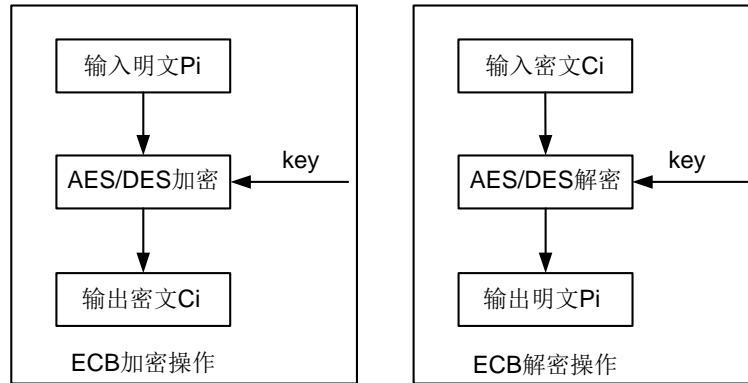 输入明文Pi
key
AES/DES加密
输出密文Ci
ECB加密操作
输入密文Ci
key
AES/DES解密
输出明文Pi
ECB解密操作